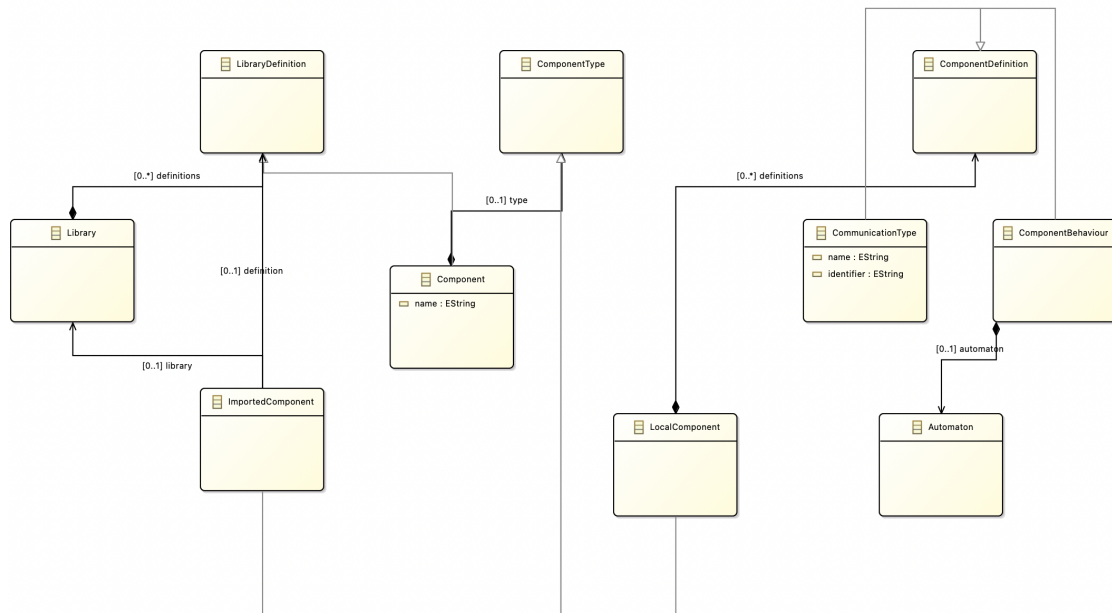 LibraryDefinition
ComponentType
ComponentDefinition
[0..*] definitions
[0..1] type
[0..*] definitions
Library
CommunicationType
name : EString
identifier : EString
ComponentBehaviour
[0..1] definition
Component
name : EString
[0..1] automaton
[0..1] library
ImportedComponent
LocalComponent
Automaton